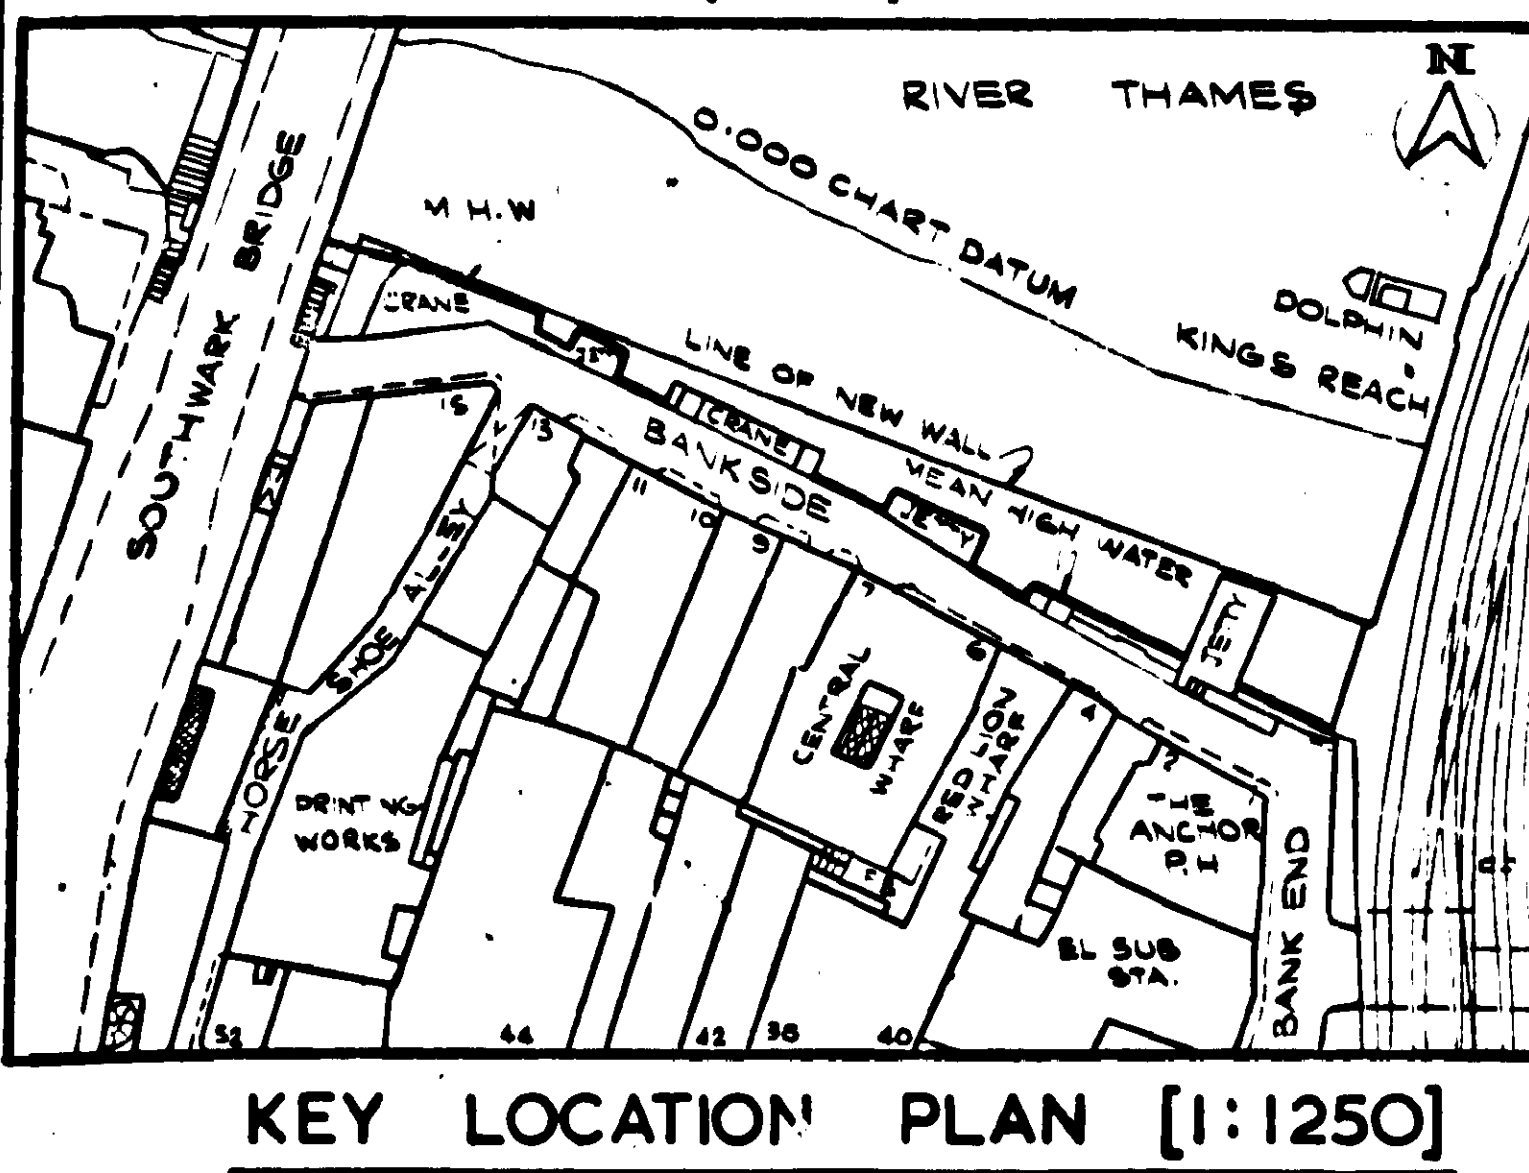 N
RIVER THAMES
0.000 CHART DATUM
M H.W
SOUTHWARK BRIDGE
CRANE
DOLPHIN
KINGS REACH
LINE OF NEW WALL
MEAN HIGH WATER
CRANE
BANKSIDE
JETTY
JETTY
15
13
11
10
9
7
6
4
2
HORSE SHOE ALLEY
CENTRAL WHARF
RED LION WHARF
THE
ANCHOR
P.H
PRINTING
WORKS
EL SUB
STA.
BANK END
52
44
42
38
40
KEY LOCATION PLAN [1:1250]